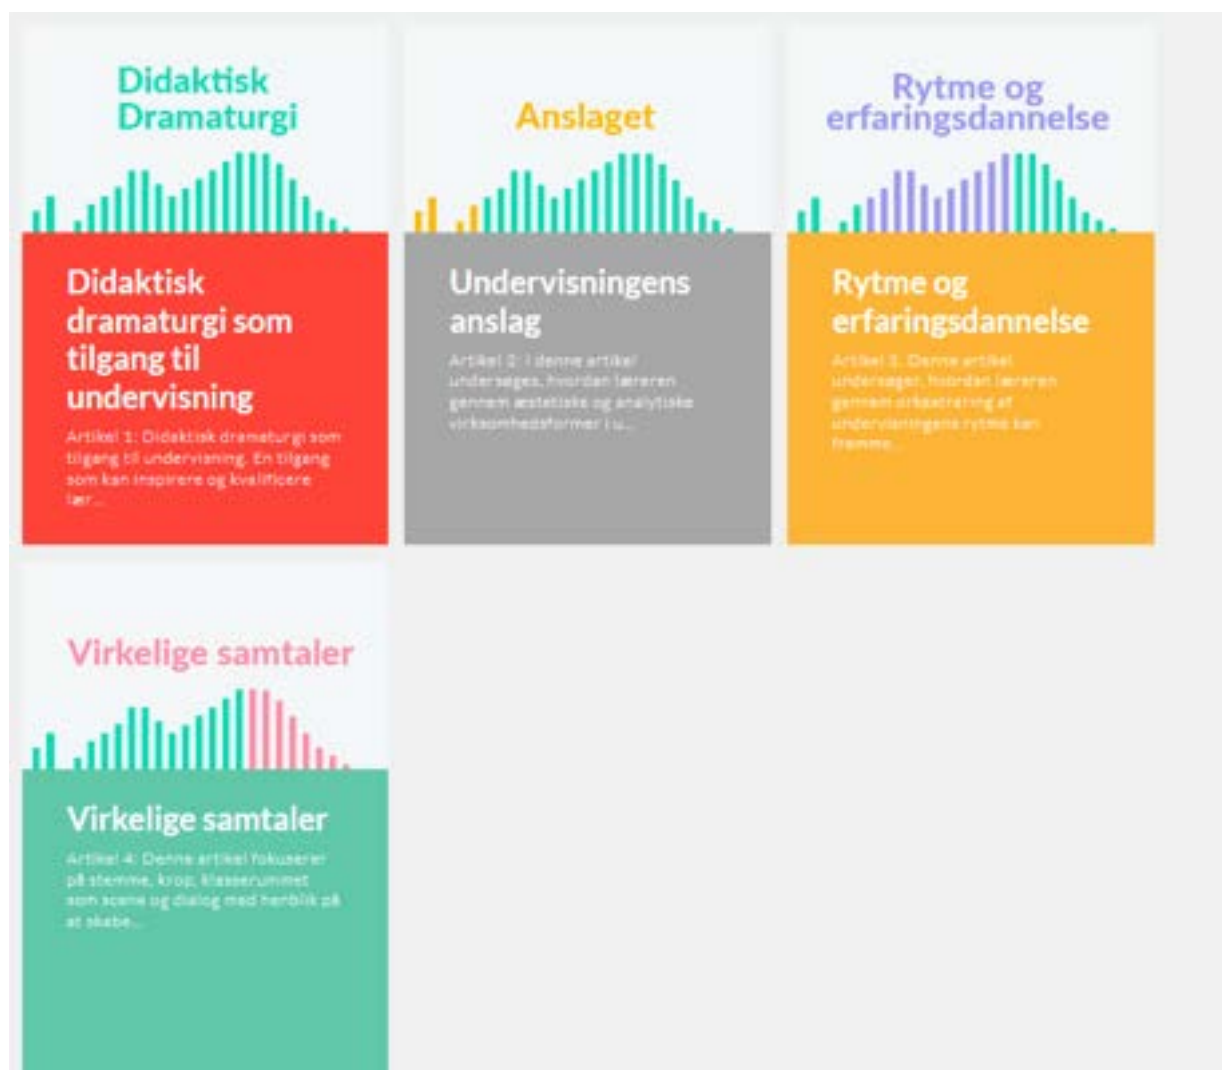 Didaktisk
Dramaturgi
Didaktisk
dramaturgi som
tilgang til
undervisning
Artikel 1: Didaktisk dramaturgi som
tilgang til undervisning. En tilgang
som kan inspirere og kvalificere
lær...
Anslaget
Undervisningens
anslag
Artikel 2: I denne artikel
undersøges, hvordan læreren
gennem æstetiske og analytiske
virksomhedsformer i u...
Rytme og
erfaringsdannelse
Rytme og
erfaringsdannelse
Artikel 3. Denne artikel
undersøger, hvordan læreren
gennem orkestrering af
undervisningens rytme kan
fremme...
Virkelige samtaler
Virkelige samtaler
Artikel 4: Denne artikel fokuserer
på stemme, krop, klasserummet
som scene og dialog med henblik på
at skabe...